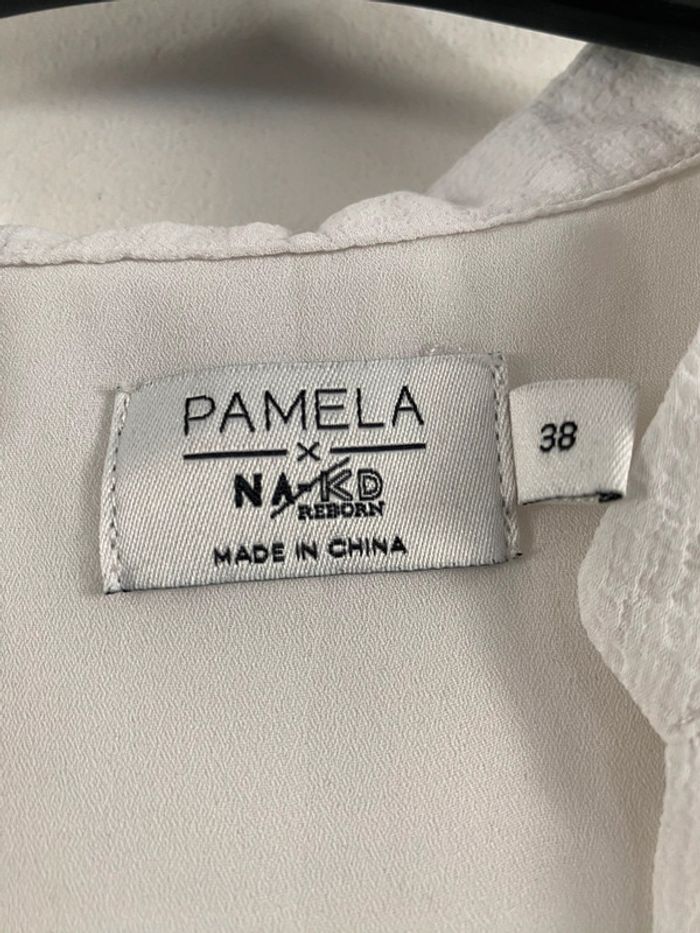 PAMELA
X
NA-KD
REBORN
MADE IN CHINA
38